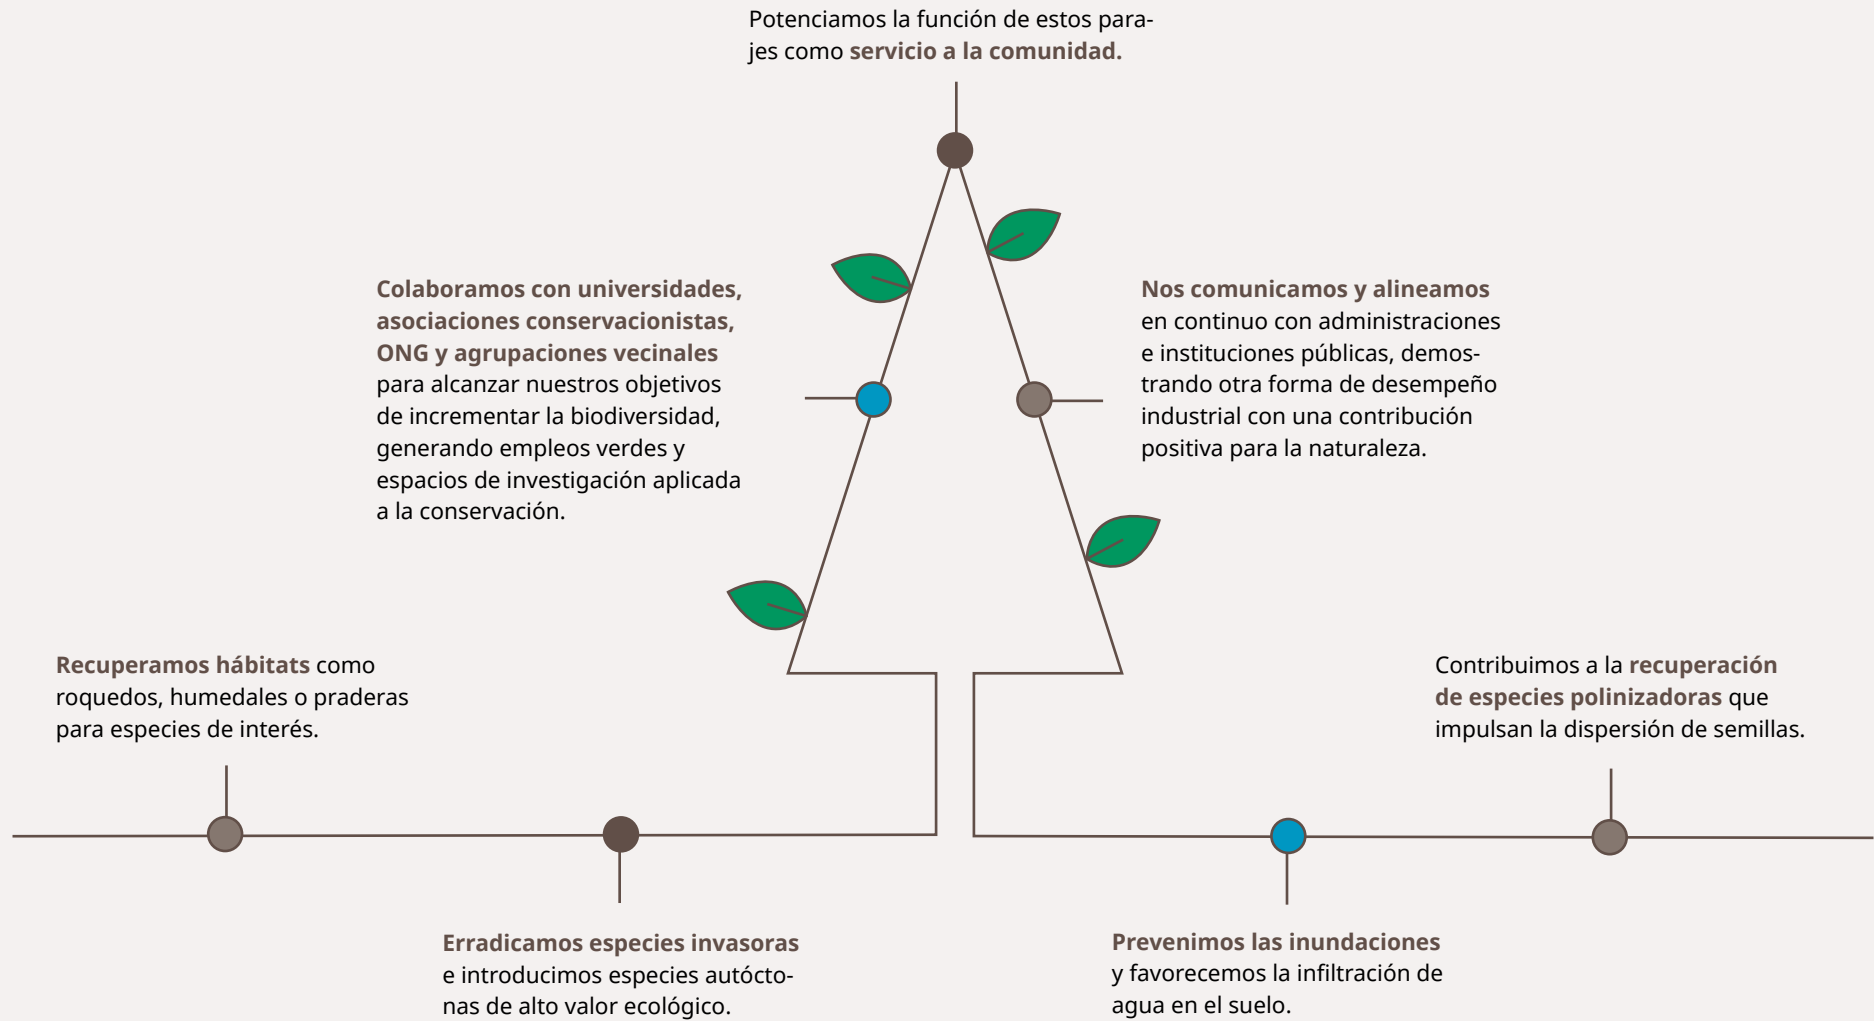 Potenciamos la función de estos para-
jes como servicio a la comunidad.
Colaboramos con universidades,
asociaciones conservacionistas,
ONG y agrupaciones vecinales
para alcanzar nuestros objetivos
de incrementar la biodiversidad,
generando empleos verdes y
espacios de investigación aplicada
a la conservación.
Nos comunicamos y alineamos
en continuo con administraciones
e instituciones públicas, demos-
trando otra forma de desempeño
industrial con una contribución
positiva para la naturaleza.
Recuperamos hábitats como
roquedos, humedales o praderas
para especies de interés.
Contribuimos a la recuperación
de especies polinizadoras que
impulsan la dispersión de semillas.
Erradicamos especies invasoras
e introducimos especies autócto-
nas de alto valor ecológico.
Prevenimos las inundaciones
y favorecemos la infiltración de
agua en el suelo.